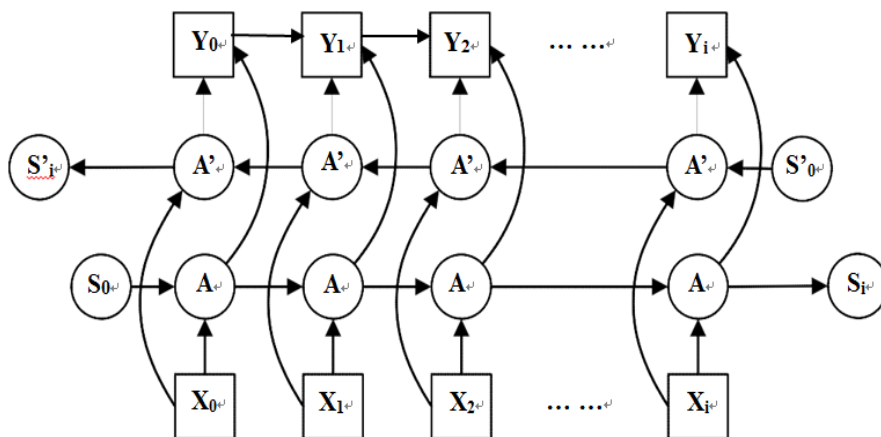 Y0 Y1 Y2 … … Yi
S'i A' A' A' A' S'0
S0 A A A A Si
X0 X1 X2 … … Xi